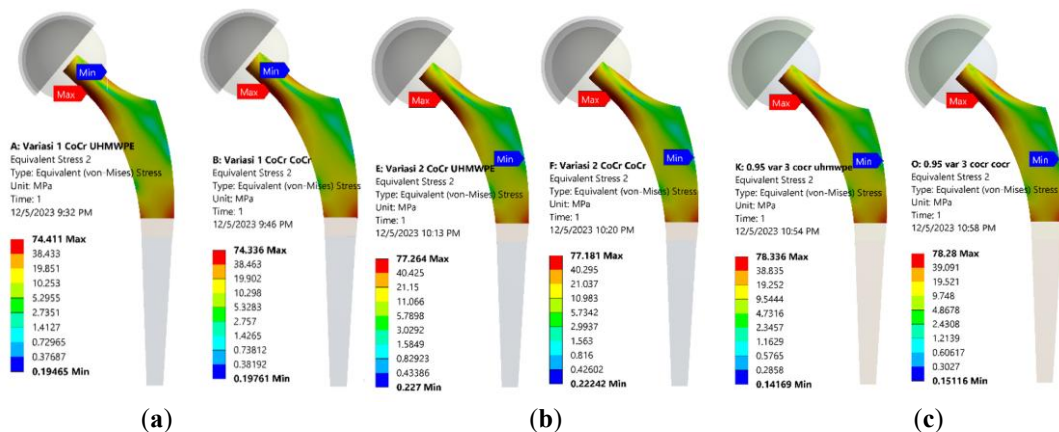 Min
Max
A: Variasi 1 CoCr UHMWPE
Equivalent Stress 2
Type: Equivalent (von-Mises) Stress
Unit: MPa
Time: 1
12/5/2023 9:32 PM
74.411 Max
38.433
19.851
10.253
5.2955
2.7351
1.4127
0.72965
0.37687
0.19465 Min
Min
Max
B: Variasi 1 CoCr CoCr
Equivalent Stress 2
Type: Equivalent (von-Mises) Stress
Unit: MPa
Time: 1
12/5/2023 9:46 PM
74.336 Max
38.463
19.902
10.298
5.3283
2.757
1.4265
0.73812
0.38192
0.19761 Min
(a)
Max
Min
E: Variasi 2 CoCr UHMWPE
Equivalent Stress 2
Type: Equivalent (von-Mises) Stress
Unit: MPa
Time: 1
12/5/2023 10:13 PM
77.264 Max
40.425
21.15
11.066
5.7898
3.0292
1.5849
0.82923
0.43386
0.227 Min
Max
Min
F: Variasi 2 CoCr CoCr
Equivalent Stress 2
Type: Equivalent (von-Mises) Stress
Unit: MPa
Time: 1
12/5/2023 10:20 PM
77.181 Max
40.295
21.037
10.983
5.7342
2.9937
1.563
0.816
0.42602
0.22242 Min
(b)
Max
Min
K: 0.95 var 3 cocr uhmwpe
Equivalent Stress 2
Type: Equivalent (von-Mises) Stress
Unit: MPa
Time: 1
12/5/2023 10:54 PM
78.336 Max
38.835
19.252
9.5444
4.7316
2.3457
1.1629
0.5765
0.2858
0.14169 Min
Max
Min
O: 0.95 var 3 cocr cocr
Equivalent Stress 2
Type: Equivalent (von-Mises) Stress
Unit: MPa
Time: 1
12/5/2023 10:58 PM
78.28 Max
39.091
19.521
9.748
4.8678
2.4308
1.2139
0.60617
0.3027
0.15116 Min
(c)